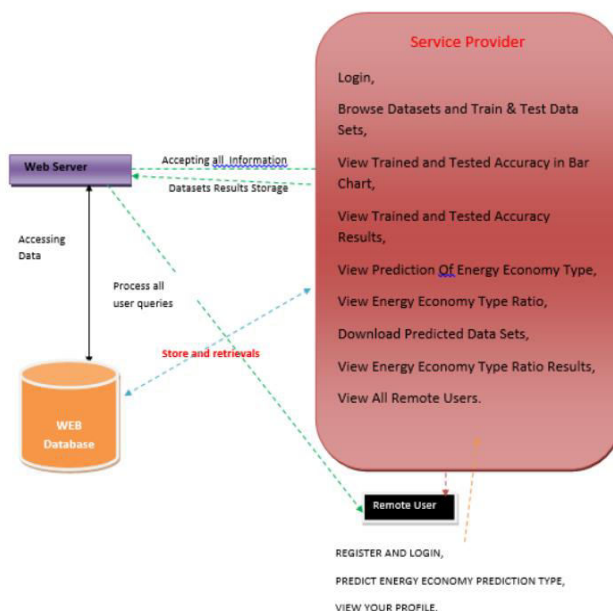 Service Provider
Login,
Browse Datasets and Train & Test Data
Sets,
View Trained and Tested Accuracy in Bar
Chart,
View Trained and Tested Accuracy
Results,
View Prediction Of Energy Economy Type,
View Energy Economy Type Ratio,
Download Predicted Data Sets,
View Energy Economy Type Ratio Results,
View All Remote Users.
Web Server
Accepting all Information
Datasets Results Storage
Accessing
Data
Process all
user queries
Store and retrievals
WEB
Database
Remote User
REGISTER AND LOGIN,
PREDICT ENERGY ECONOMY PREDICTION TYPE,
VIEW YOUR PROFILE.